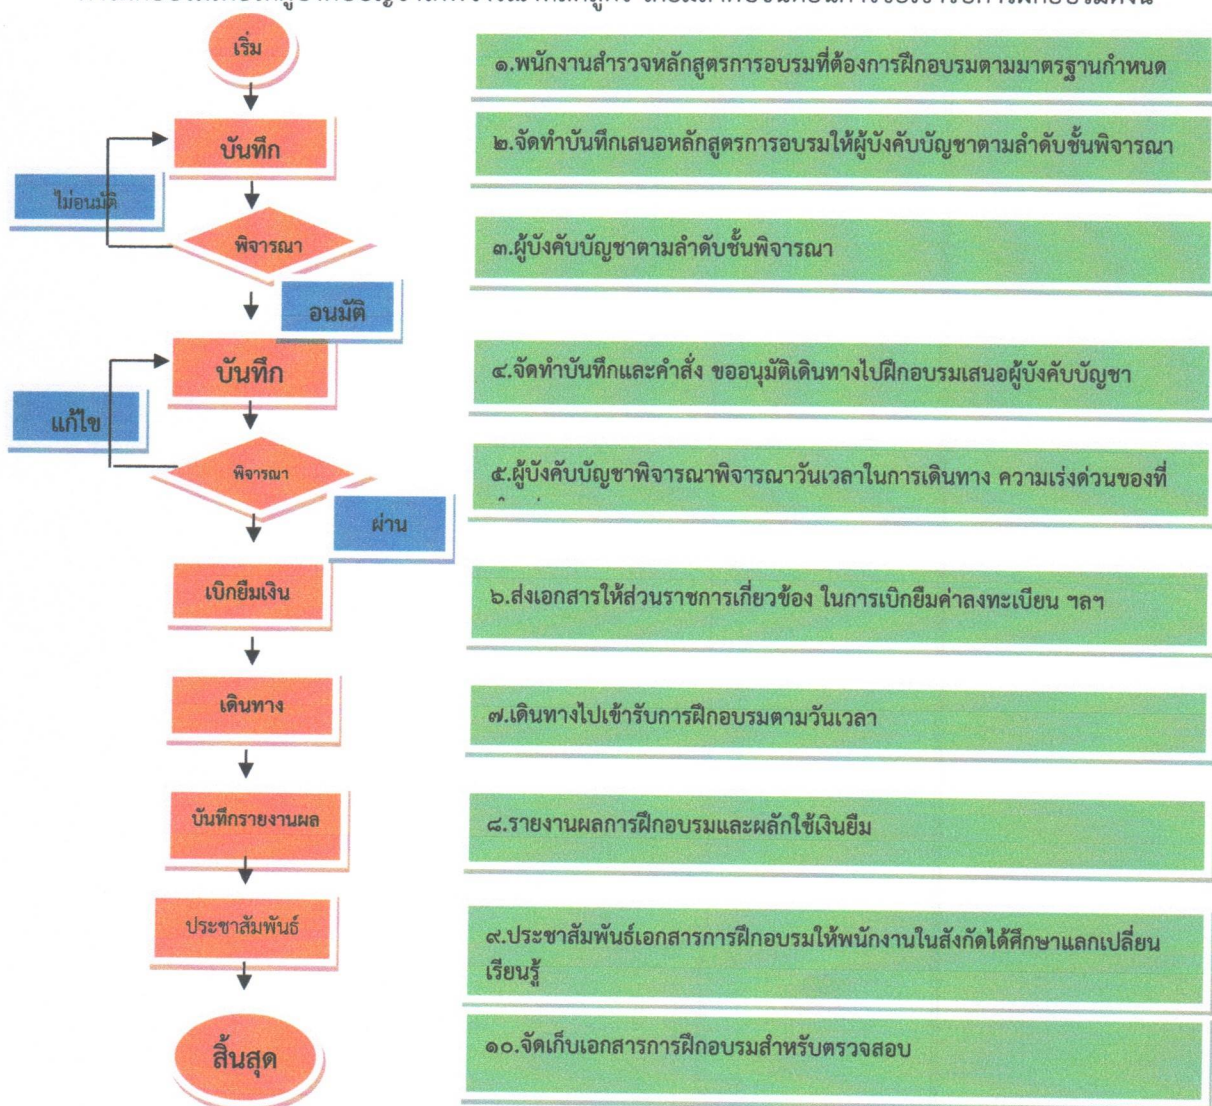 เริ่ม
๑.พนักงานสำรวจหลักสูตรการอบรมที่ต้องการฝึกอบรมตามมาตรฐานกำหนด
บันทึก
๒.จัดทำบันทึกเสนอหลักสูตรการอบรมให้ผู้บังคับบัญชาตามลำดับชั้นพิจารณา
ไม่อนมัติ
พิจารณา
๓.ผู้บังคับบัญชาตามลำดับชั้นพิจารณา
อนมัติ
บันทึก
๔.จัดทำบันทึกและคำสั่ง ขออนุมัติเดินทางไปฝึกอบรมเสนอผู้บังคับบัญชา
แก้ไข
พิจารณา
๕.ผู้บังคับบัญชาพิจารณาพิจารณาวันเวลาในการเดินทาง ความเร่งด่วนของที่
ผ่าน
เบิกยืมเงิน
๖.ส่งเอกสารให้ส่วนราชการเกี่ยวข้อง ในการเบิกยืมค่าลงทะเบียน ฯลฯ
เดินทาง
๗.เดินทางไปเข้ารับการฝึกอบรมตามวันเวลา
บันทึกรายงานผล
๘.รายงานผลการฝึกอบรมและผลักใช้เงินยืม
ประชาสัมพันธ์
๙.ประชาสัมพันธ์เอกสารการฝึกอบรมให้พนักงานในสังกัดได้ศึกษาแลกเปลี่ยน
เรียนรู้
สิ้นสุด
๑๐.จัดเก็บเอกสารการฝึกอบรมสำหรับตรวจสอบ